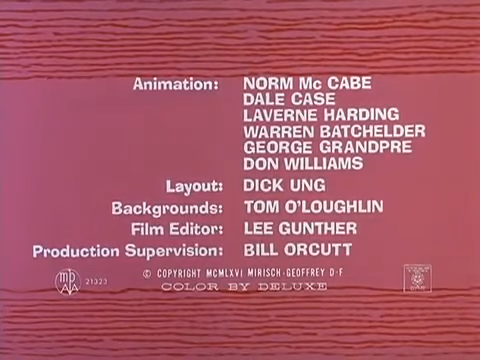 Animation: NORM Mc CABE
DALE CASE
LAVERNE HARDING
WARREN BATCHELDER
GEORGE GRANDPRE
DON WILLIAMS
Layout: DICK UNG
Backgrounds: TOM O'LOUGHLIN
Film Editor: LEE GUNTHER
Production Supervision: BILL ORCUTT
© COPYRIGHT MCMLXVI MIRISCH-GEOFFREY D-F
21323
COLOR BY DELUXE